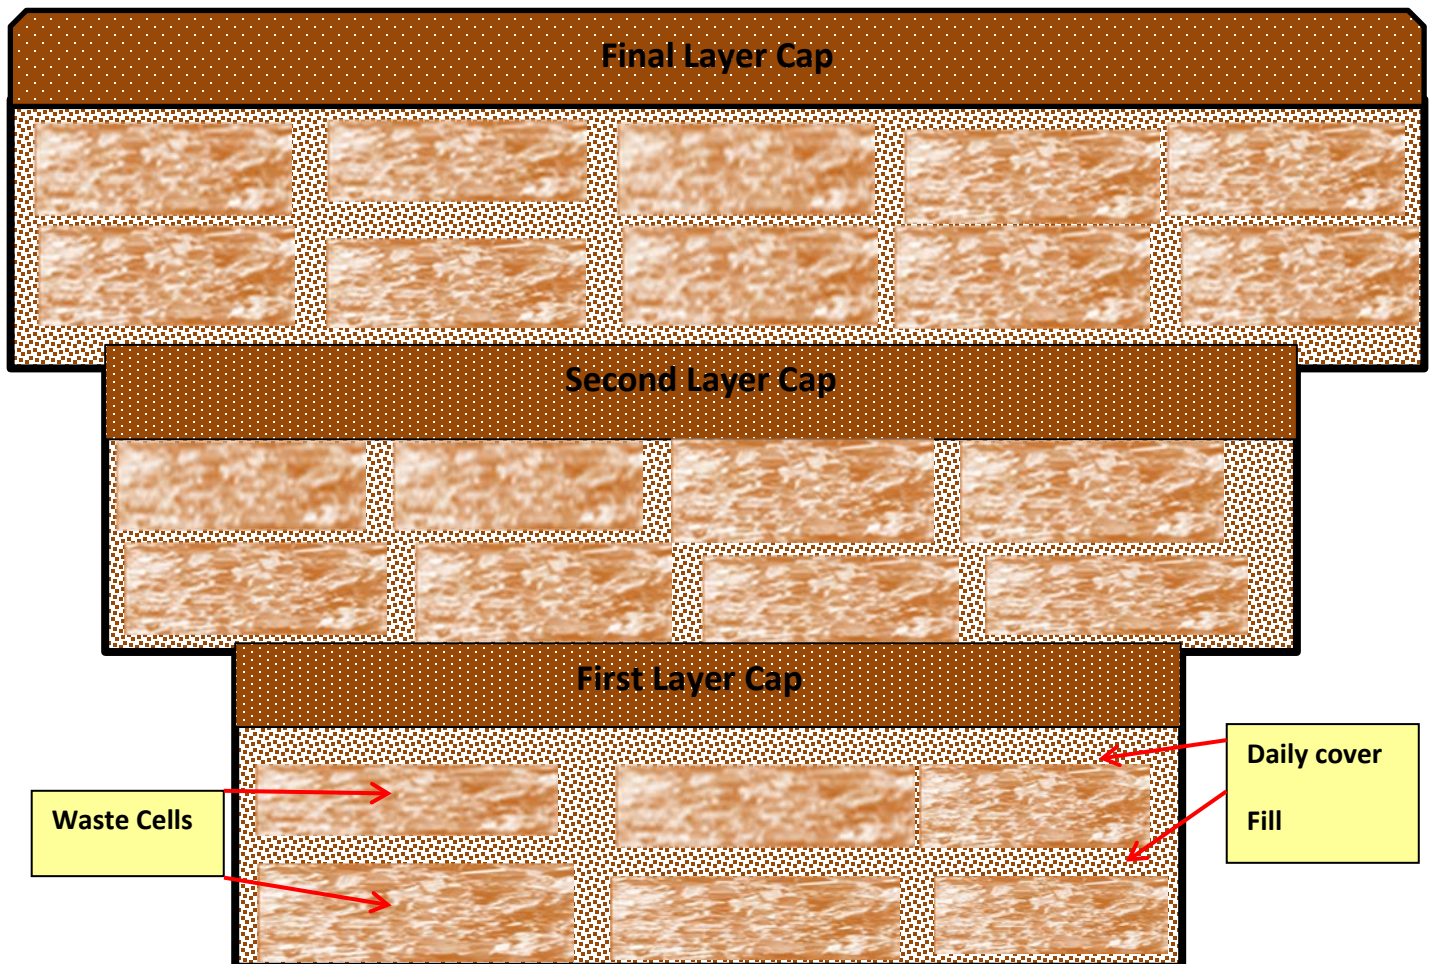 Final Layer Cap
Second Layer Cap
First Layer Cap
Daily cover
Fill
Waste Cells